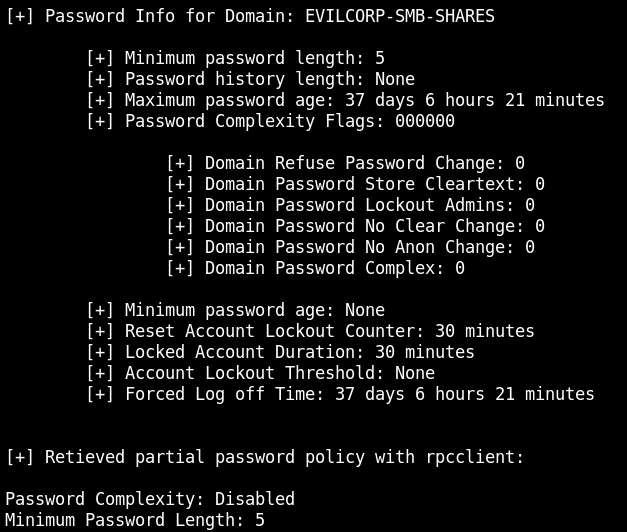 [+] Password Info for Domain: EVILCORP-SMB-SHARES
[+] Minimum password length: 5
[+] Password history length: None
[+] Maximum password age: 37 days 6 hours 21 minutes
[+] Password Complexity Flags: 000000
[+] Domain Refuse Password Change: 0
[+] Domain Password Store Cleartext: 0
[+] Domain Password Lockout Admins: 0
[+] Domain Password No Clear Change: 0
[+] Domain Password No Anon Change: 0
[+] Domain Password Complex: 0
[+] Minimum password age: None
[+] Reset Account Lockout Counter: 30 minutes
[+] Locked Account Duration: 30 minutes
[+] Account Lockout Threshold: None
[+] Forced Log off Time: 37 days 6 hours 21 minutes
[+] Retieved partial password policy with rpcclient:
Password Complexity: Disabled
Minimum Password Length: 5